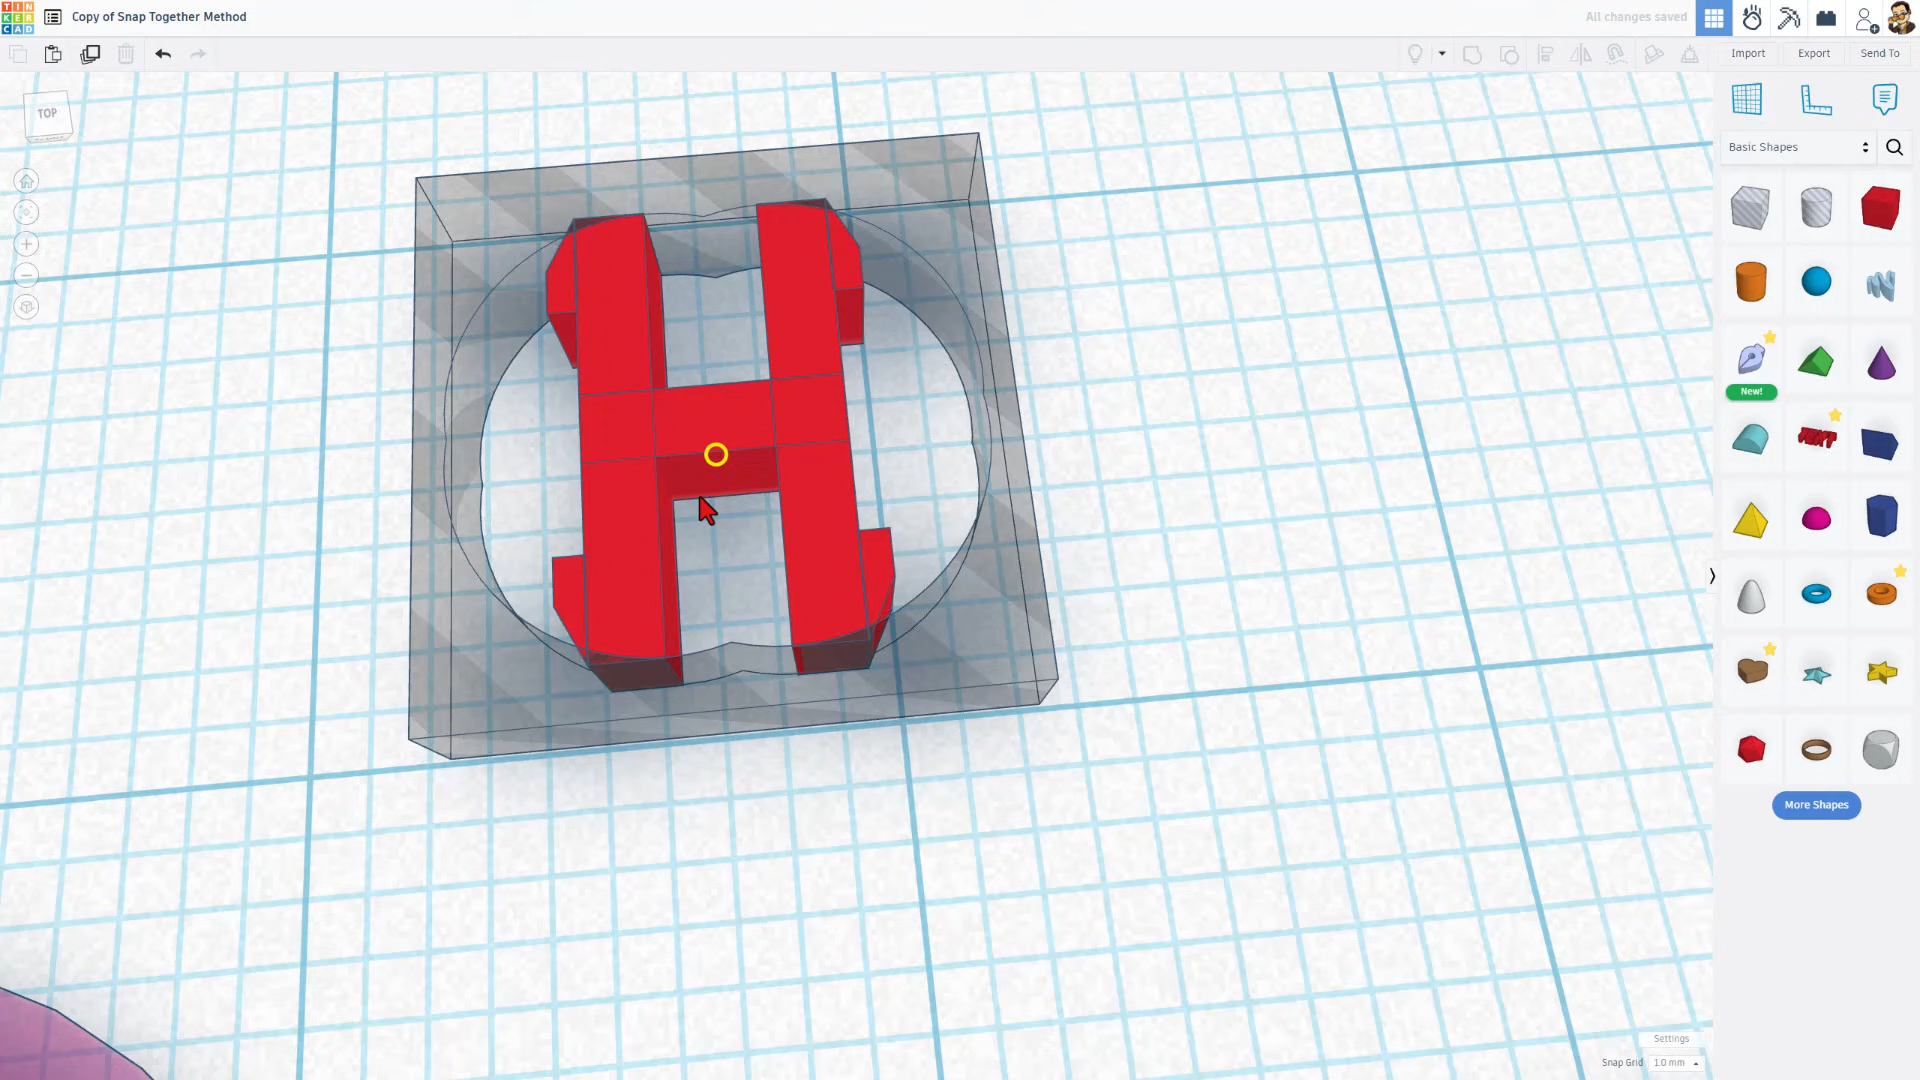 TIN
KER
CAD
Copy of Snap Together Method
All changes saved
Import
Export
Send To
TOP
Basic Shapes
New!
More Shapes
Settings
Snap Grid
1.0 mm